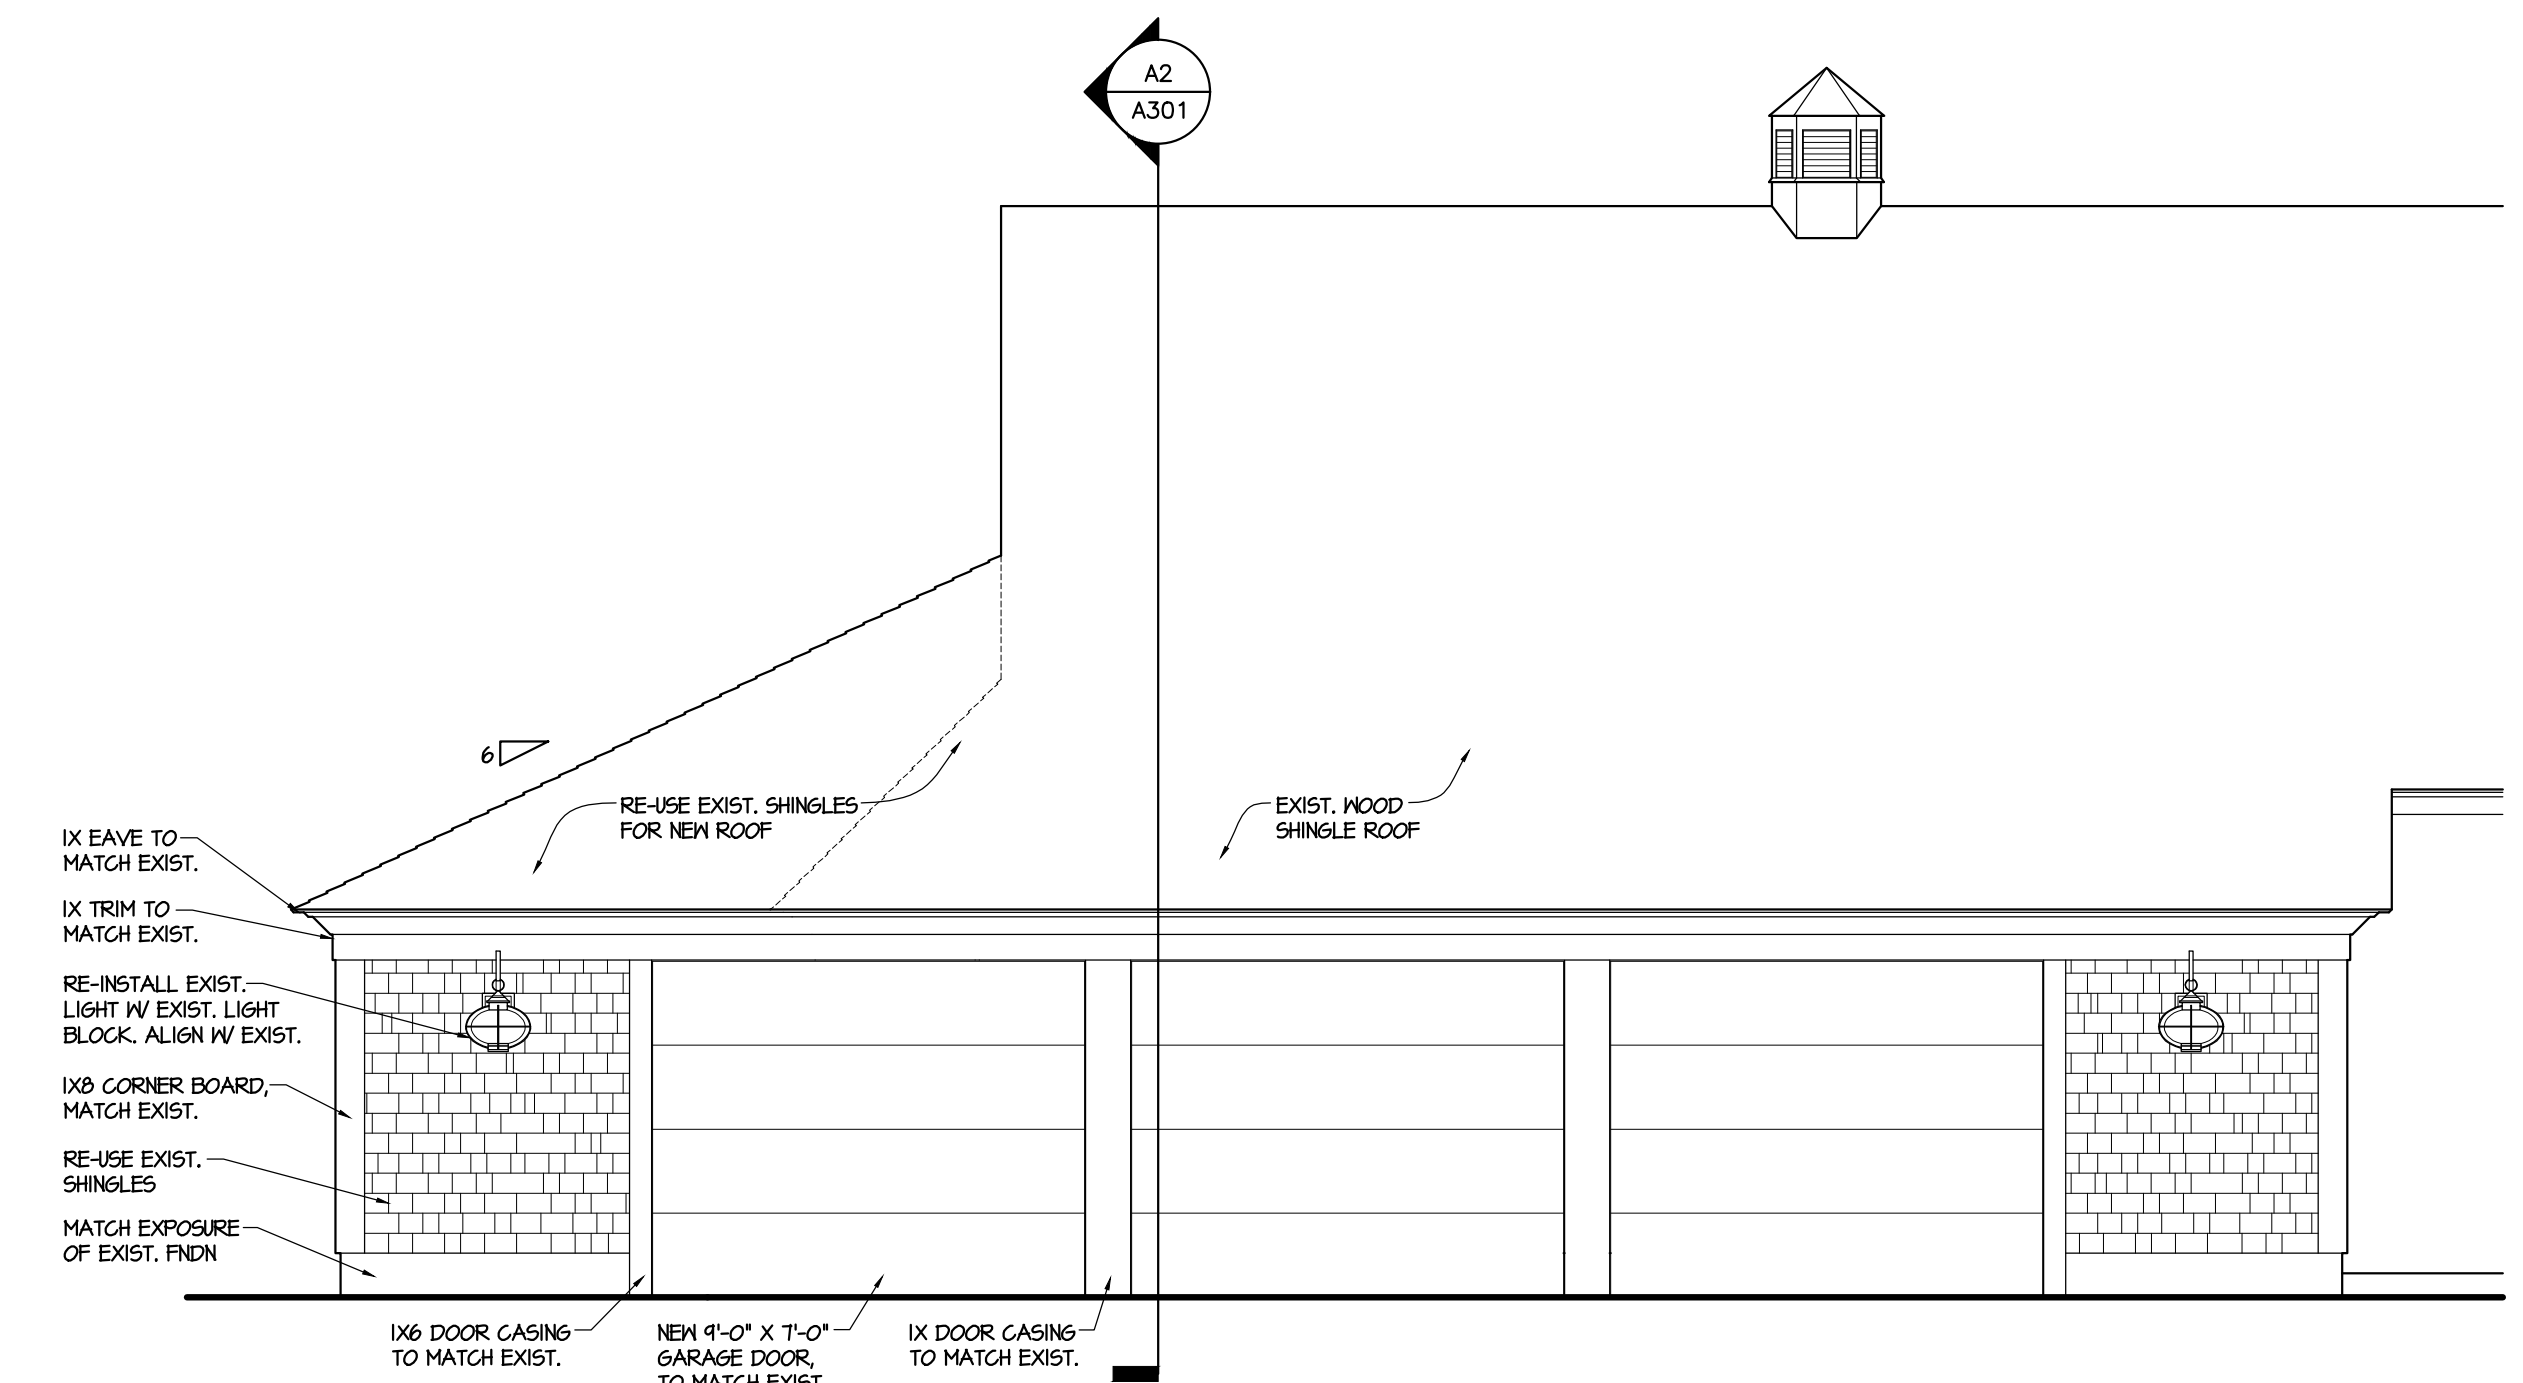 A2
A301
6
RE-USE EXIST. SHINGLES
FOR NEW ROOF
EXIST. WOOD
SHINGLE ROOF
1X EAVE TO
MATCH EXIST.
1X TRIM TO
MATCH EXIST.
RE-INSTALL EXIST.
LIGHT W/ EXIST. LIGHT
BLOCK. ALIGN W/ EXIST.
1X8 CORNER BOARD,
MATCH EXIST.
RE-USE EXIST.
SHINGLES
MATCH EXPOSURE
OF EXIST. FNDN
1X6 DOOR CASING
TO MATCH EXIST.
NEW 9'-0" X 7'-0"
GARAGE DOOR,
TO MATCH EXIST
1X DOOR CASING
TO MATCH EXIST.